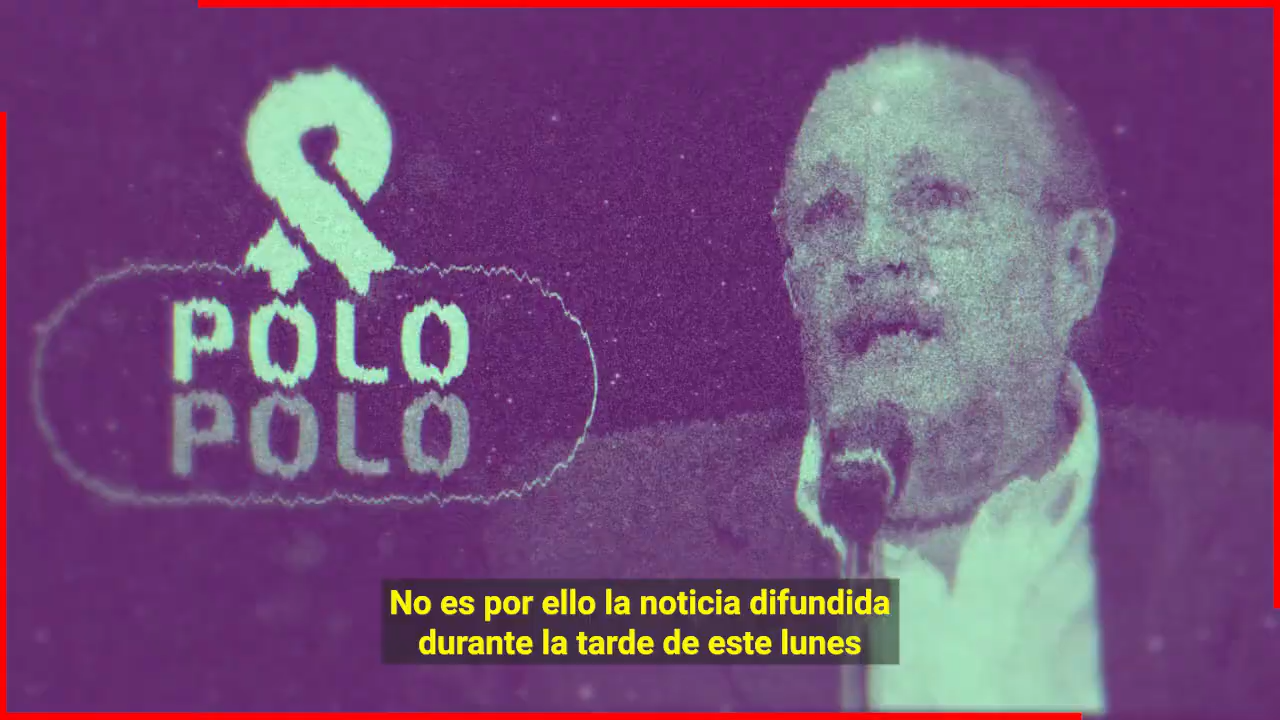 POLO
POLO
No es por ello la noticia difundida
durante la tarde de este lunes